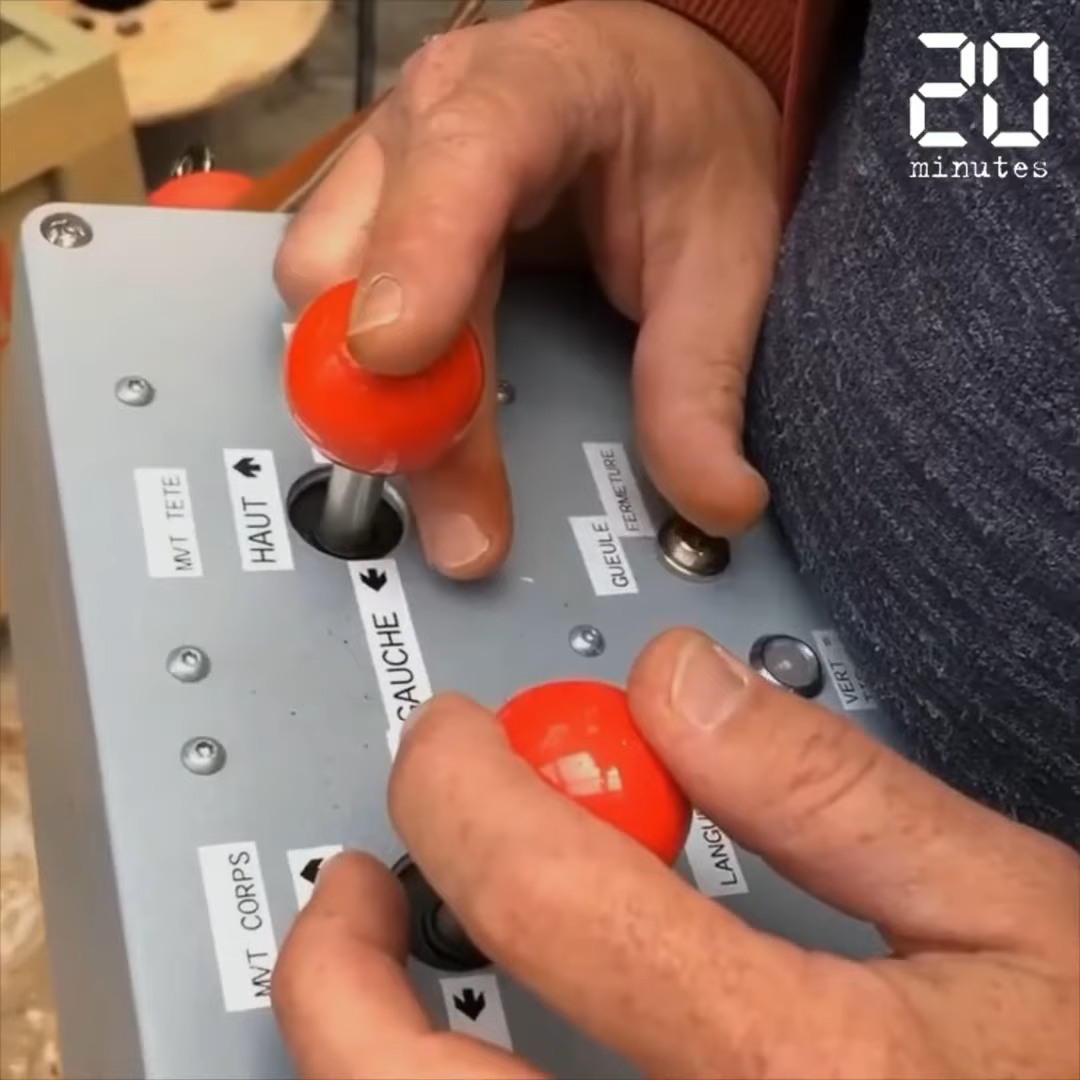 20
minutes
MVT TETE
HAUT
GUEULE
FERMETURE
GAUCHE
VERT =
LANGU
MVT CORPS